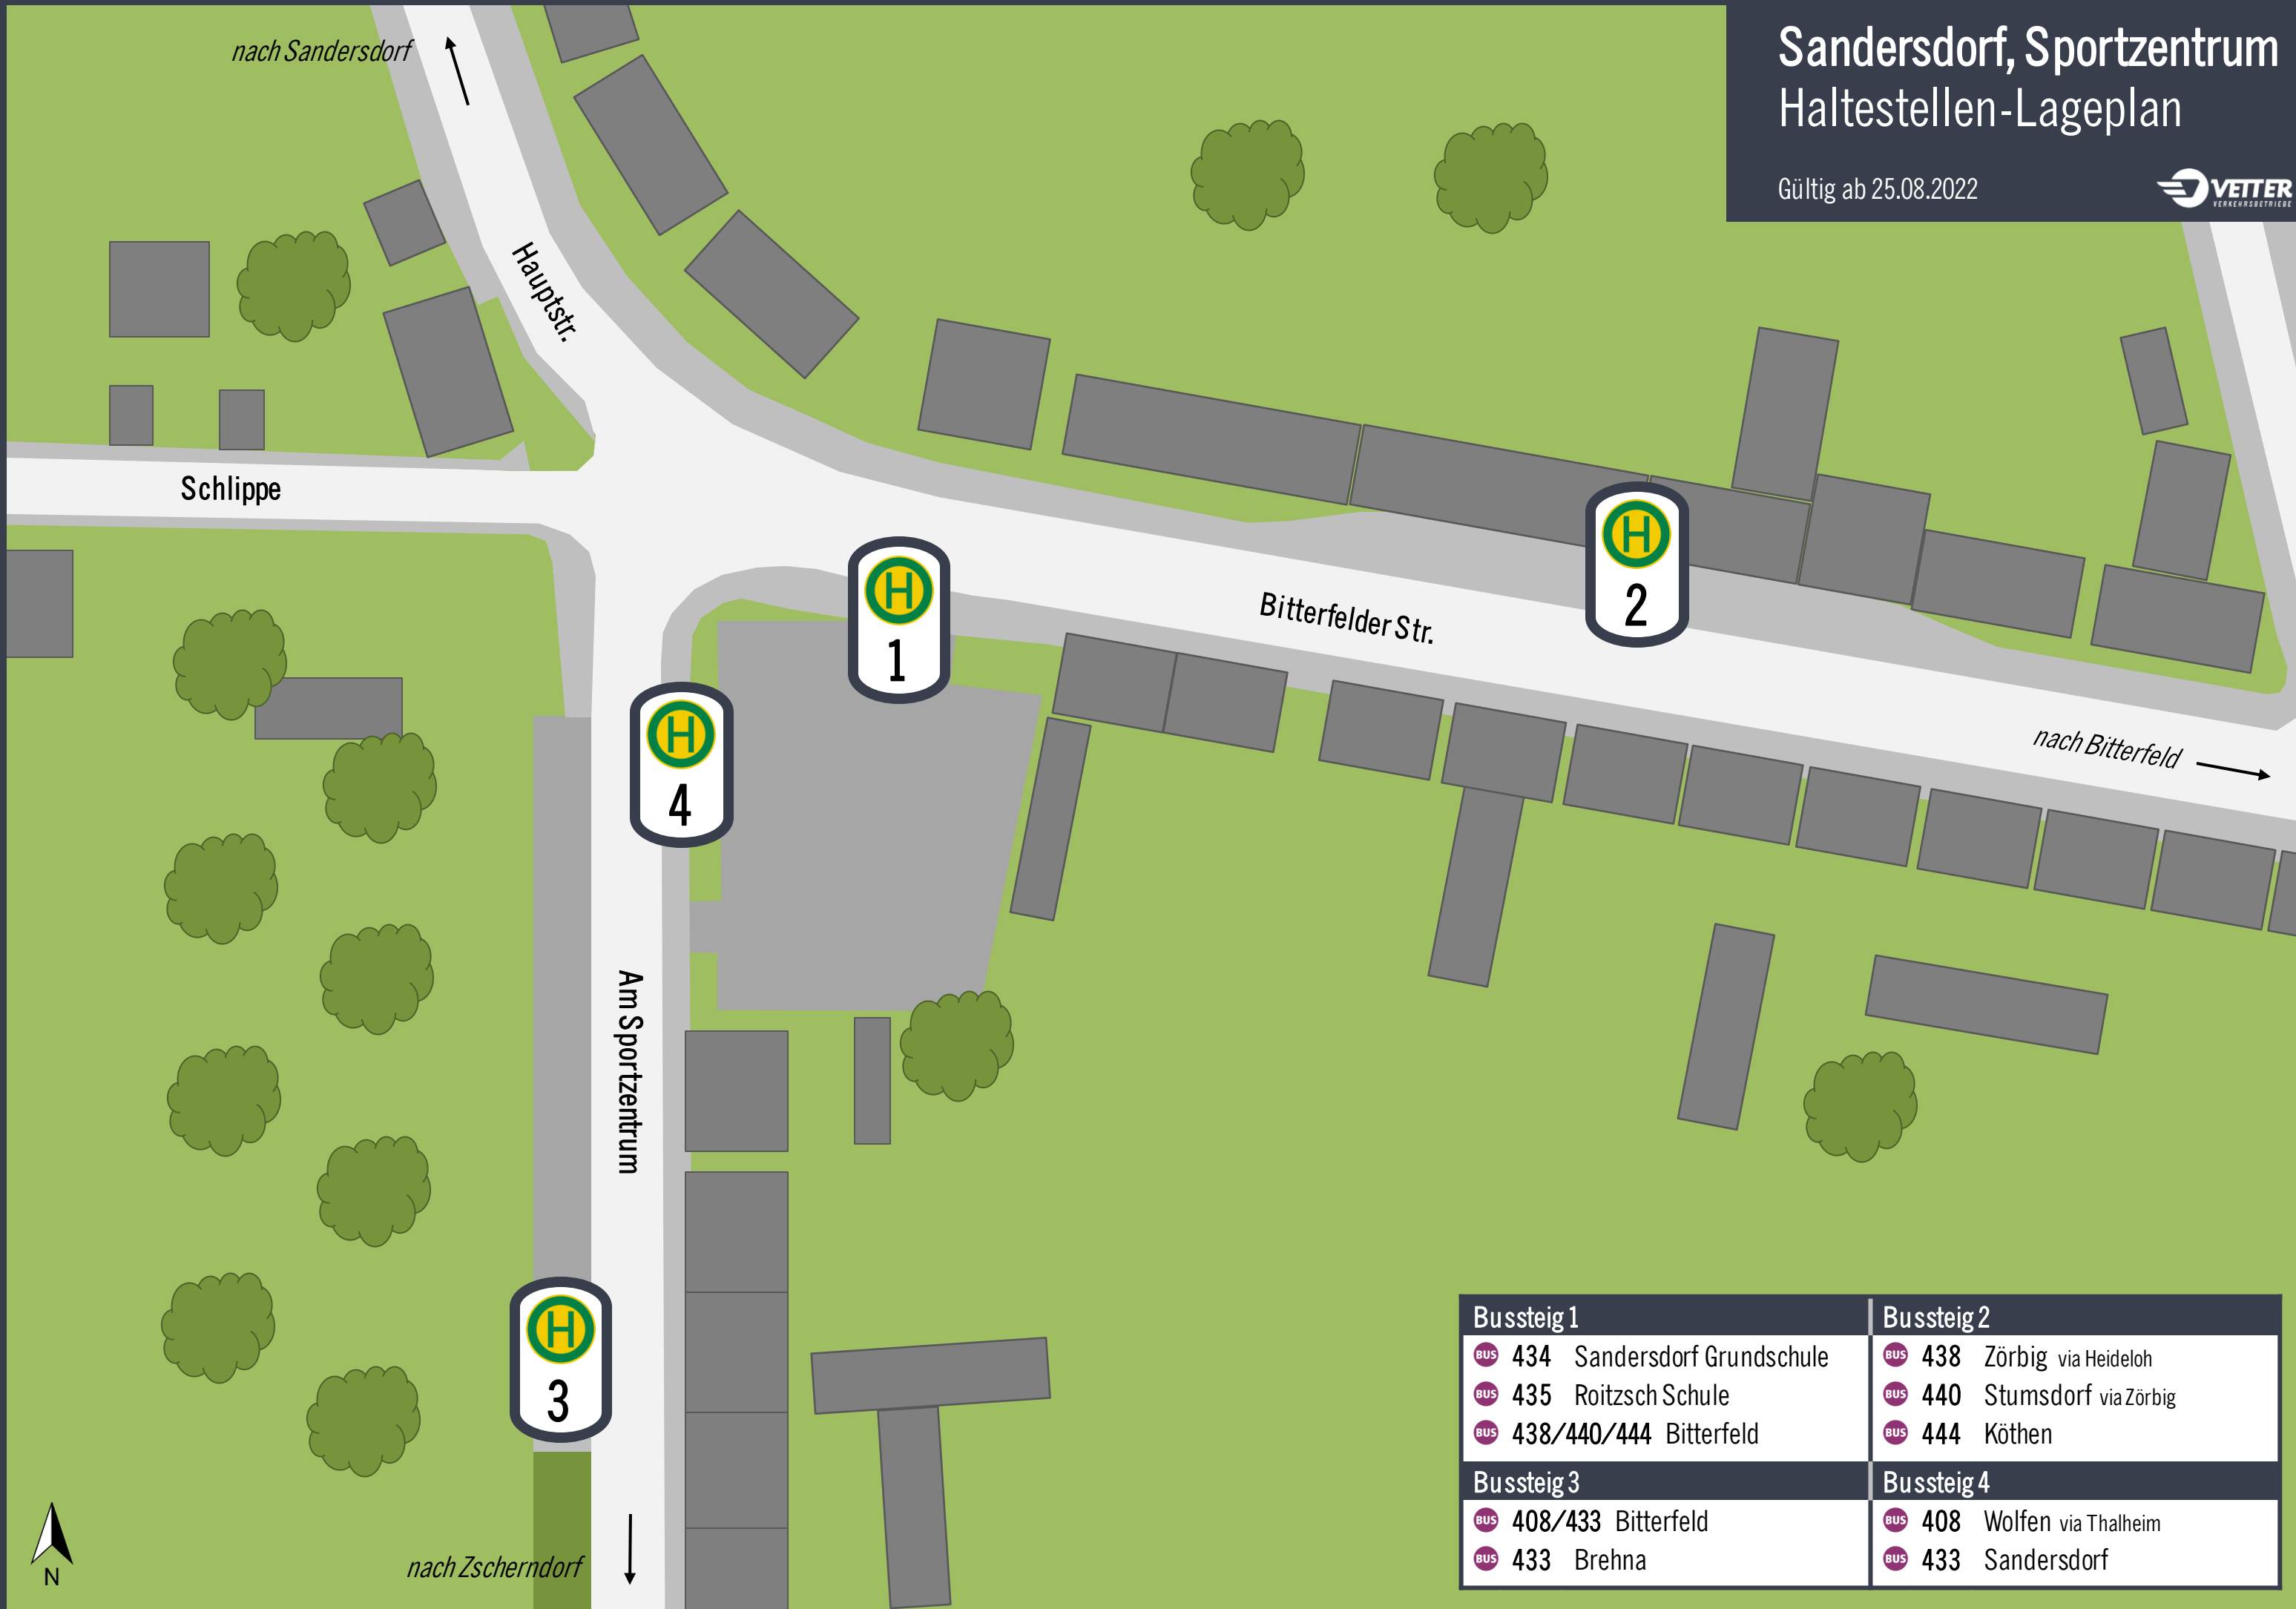 Sandersdorf, Sportzentrum
Haltestellen-Lageplan
Gültig ab 25.08.2022
VETTER
VERKEHRSBETRIEBE
nach Sandersdorf
Hauptstr.
Schlippe
H
1
H
2
Bitterfelder Str.
nach Bitterfeld
H
4
Am Sportzentrum
H
3
nach Zscherndorf
N
Bussteig 1
BUS 434 Sandersdorf Grundschule
BUS 435 Roitzsch Schule
BUS 438/440/444 Bitterfeld
Bussteig 2
BUS 438 Zörbig via Heideloh
BUS 440 Stumsdorf via Zörbig
BUS 444 Köthen
Bussteig 3
BUS 408/433 Bitterfeld
BUS 433 Brehna
Bussteig 4
BUS 408 Wolfen via Thalheim
BUS 433 Sandersdorf